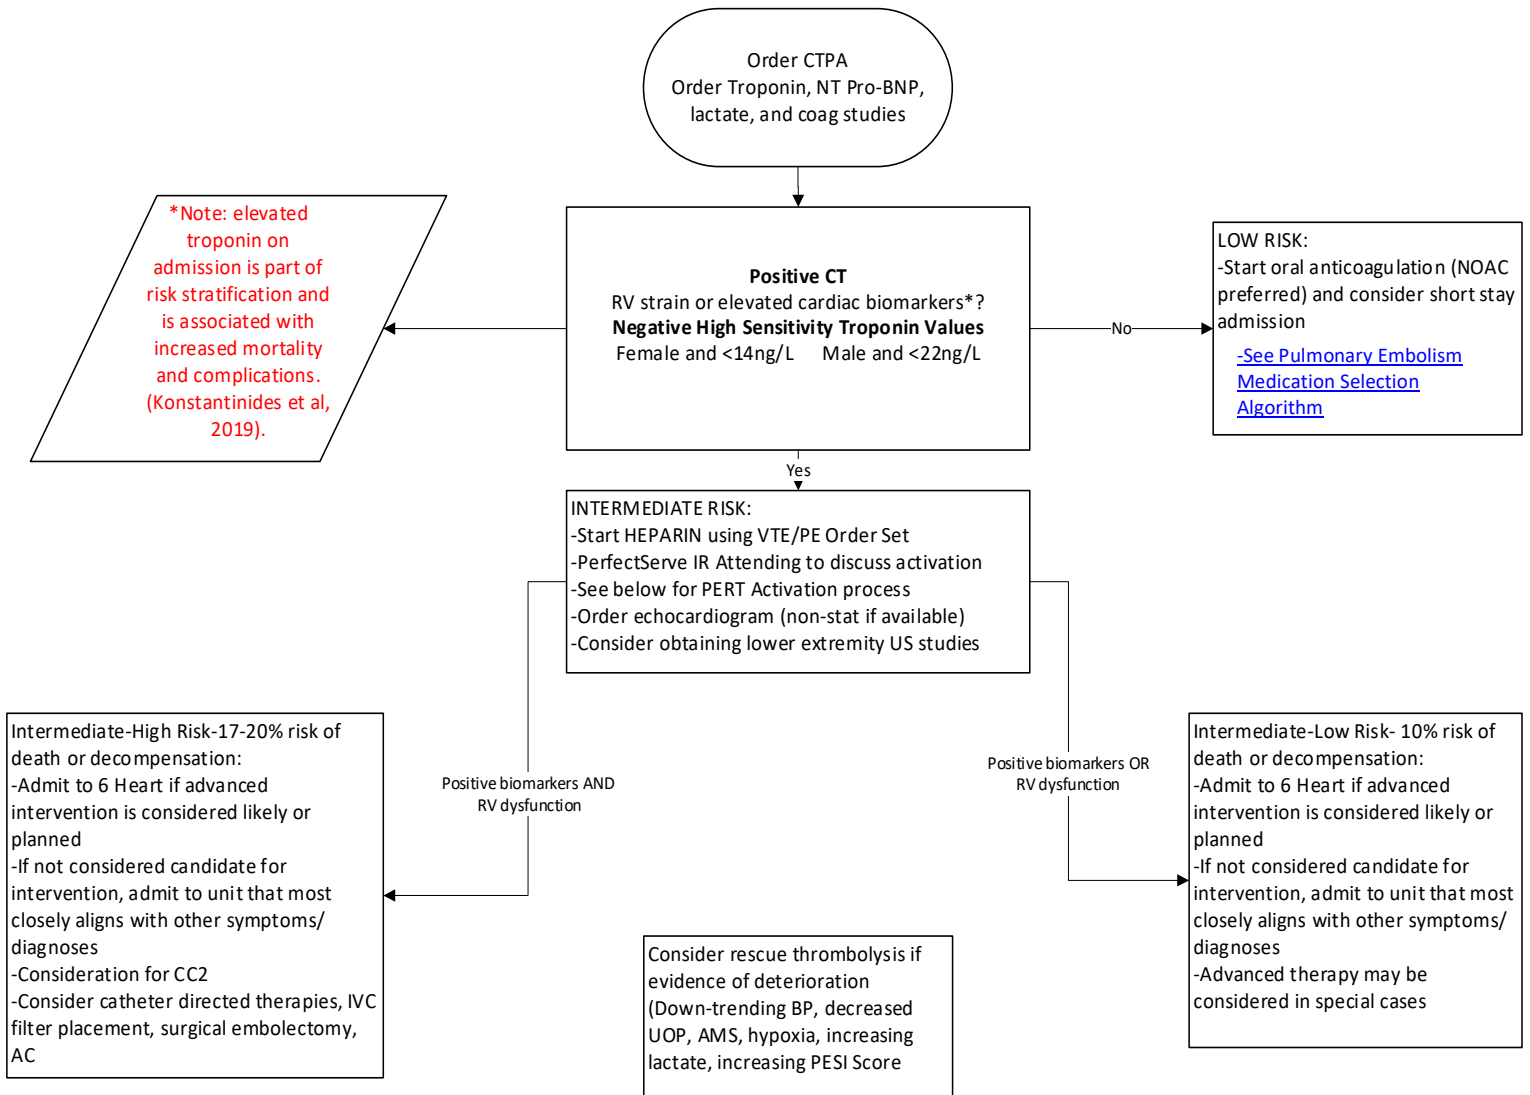 Order CTPA
Order Troponin, NT Pro-BNP,
lactate, and coag studies
*Note: elevated
troponin on
admission is part of
risk stratification and
is associated with
increased mortality
and complications.
(Konstantinides et al,
2019).
Positive CT
RV strain or elevated cardiac biomarkers*?
Negative High Sensitivity Troponin Values
Female and <14ng/L Male and <22ng/L
No
LOW RISK:
-Start oral anticoagulation (NOAC
preferred) and consider short stay
admission
-See Pulmonary Embolism
Medication Selection
Algorithm
Yes
INTERMEDIATE RISK:
-Start HEPARIN using VTE/PE Order Set
-PerfectServe IR Attending to discuss activation
-See below for PERT Activation process
-Order echocardiogram (non-stat if available)
-Consider obtaining lower extremity US studies
Positive biomarkers AND
RV dysfunction
Positive biomarkers OR
RV dysfunction
Intermediate-High Risk-17-20% risk of
death or decompensation:
-Admit to 6 Heart if advanced
intervention is considered likely or
planned
-If not considered candidate for
intervention, admit to unit that most
closely aligns with other symptoms/
diagnoses
-Consideration for CC2
-Consider catheter directed therapies, IVC
filter placement, surgical embolectomy,
AC
Consider rescue thrombolysis if
evidence of deterioration
(Down-trending BP, decreased
UOP, AMS, hypoxia, increasing
lactate, increasing PESI Score
Intermediate-Low Risk- 10% risk of
death or decompensation:
-Admit to 6 Heart if advanced
intervention is considered likely or
planned
-If not considered candidate for
intervention, admit to unit that most
closely aligns with other symptoms/
diagnoses
-Advanced therapy may be
considered in special cases